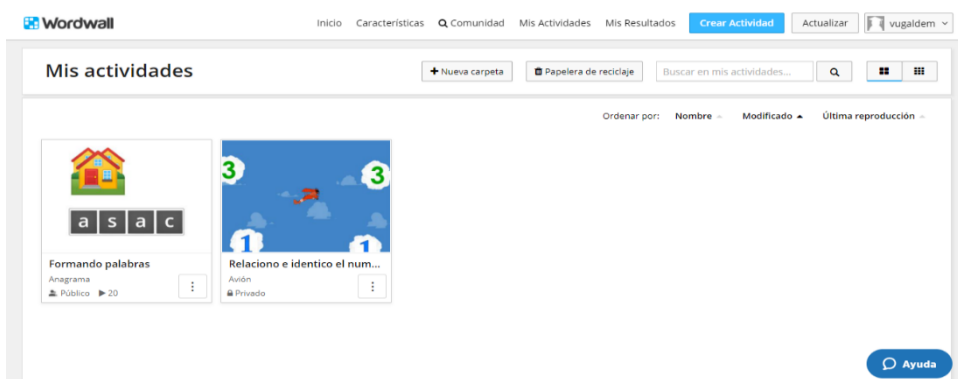 Wordwall Inicio Características Comunidad Mis Actividades Mis Resultados Crear Actividad Actualizar vugaldem
Mis actividades Nueva carpeta Papelera de reciclaje Buscar en mis actividades...
Ordenar por: Nombre Modificado Última reproducción
a s a c
3 3
1 1
Formando palabras
Anagrama
Público 20
Relaciono e identico el num...
Avión
Privado
Ayuda